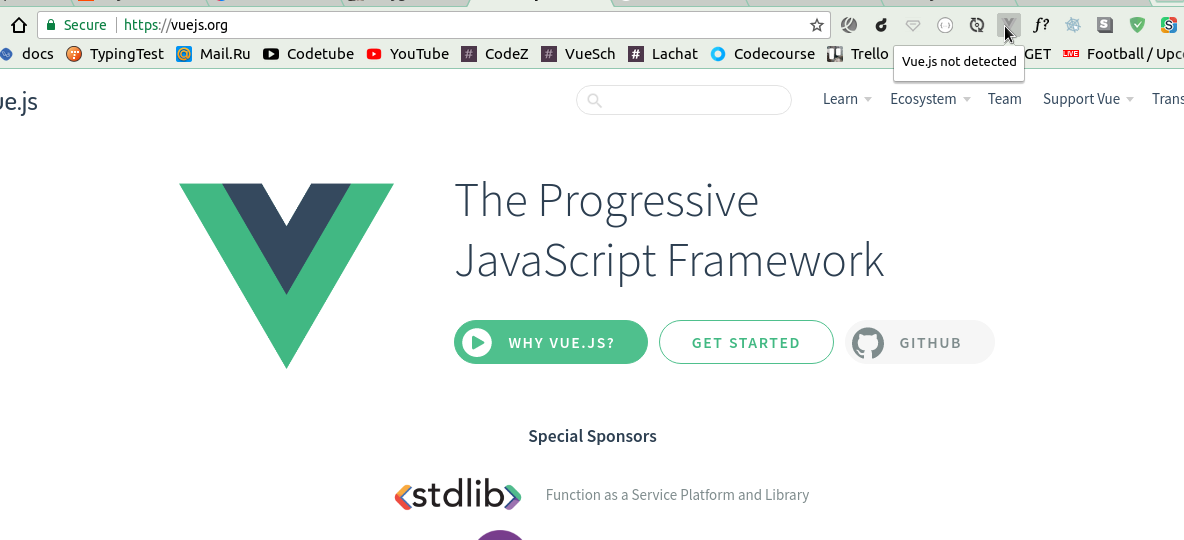 Secure https://vuejs.org
f?
S
S
docs TypingTest Mail.Ru Codetube YouTube CodeZ VueSch Lachat Codecourse Trello GET LIVE Football / Upc
Vue.js not detected
ue.js Learn Ecosystem Team Support Vue Trans
The Progressive
JavaScript Framework
WHY VUE.JS? GET STARTED GITHUB
Special Sponsors
<stdlib> Function as a Service Platform and Library